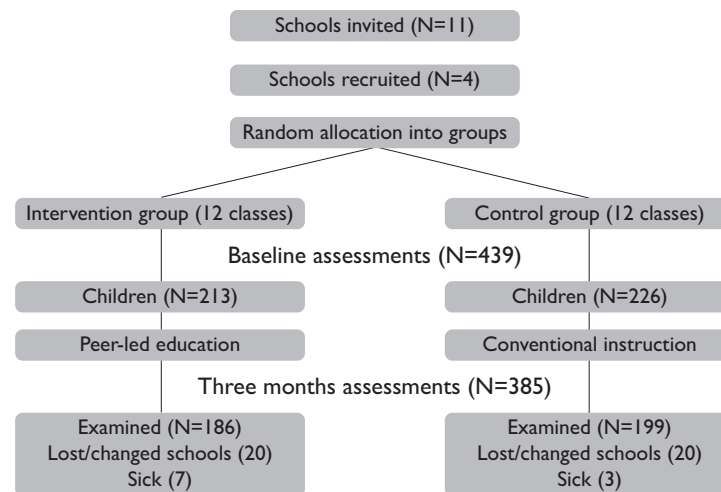 Schools invited (N=11)
Schools recruited (N=4)
Random allocation into groups
Intervention group (12 classes)
Control group (12 classes)
Baseline assessments (N=439)
Children (N=213)
Children (N=226)
Peer-led education
Conventional instruction
Three months assessments (N=385)
Examined (N=186)
Lost/changed schools (20)
Sick (7)
Examined (N=199)
Lost/changed schools (20)
Sick (3)